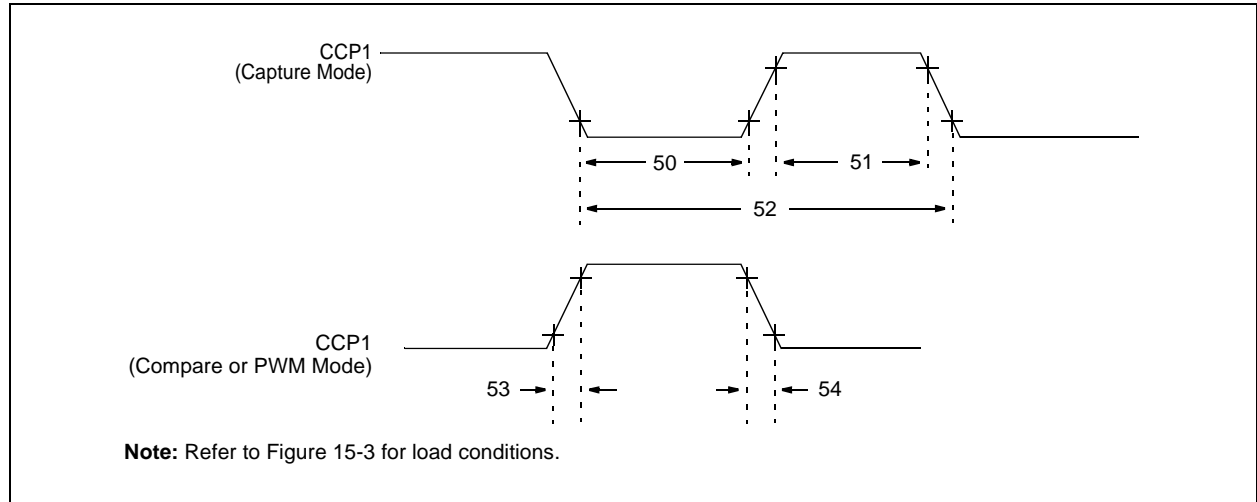 CCP1
(Capture Mode)
50
51
52
CCP1
(Compare or PWM Mode)
53
54
Note: Refer to Figure 15-3 for load conditions.